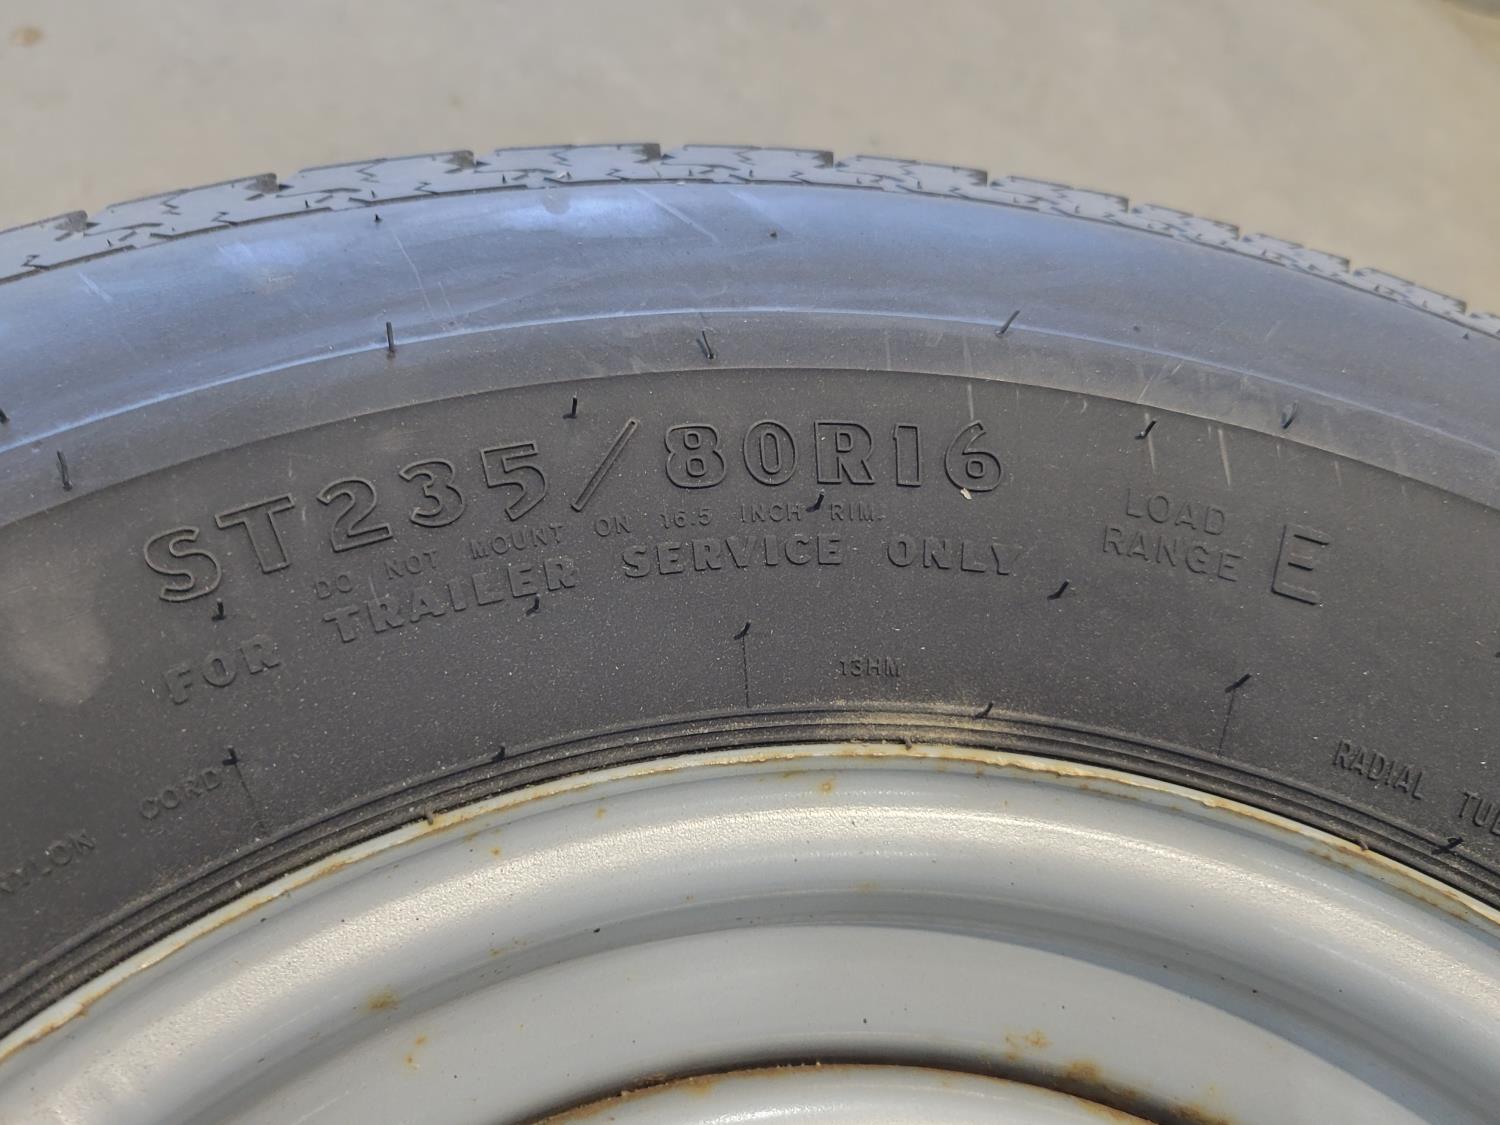 ST235/80R16
DO NOT MOUNT ON 16.5 INCH RIM.
FOR TRAILER SERVICE ONLY
LOAD
RANGE E
13HM
NYLON CORD
RADIAL